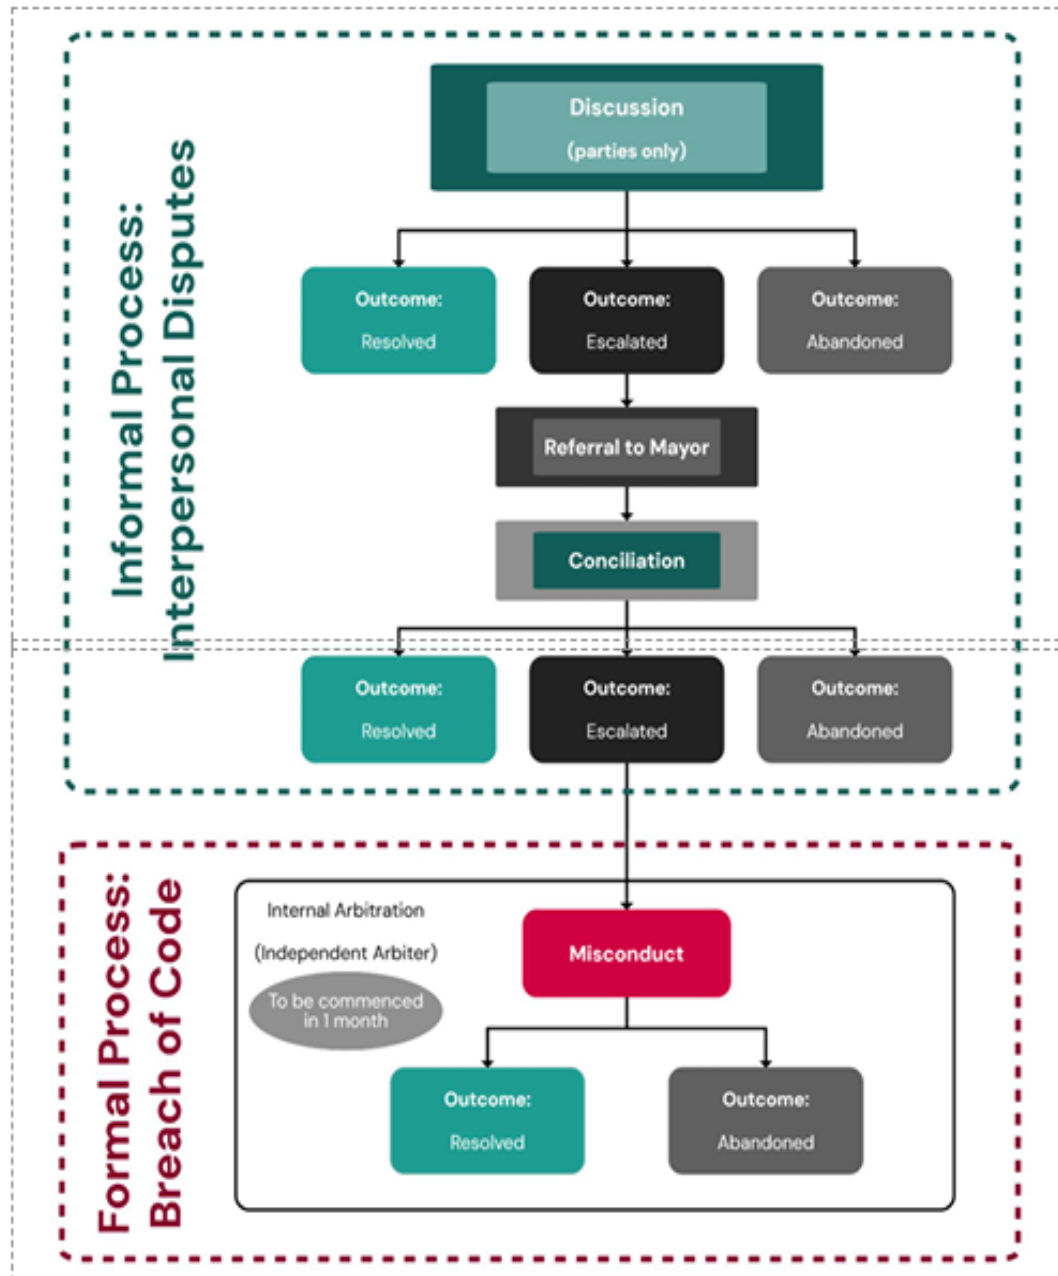 Informal Process:
Interpersonal Disputes
Discussion
(parties only)
Outcome:
Resolved
Outcome:
Escalated
Outcome:
Abandoned
Referral to Mayor
Conciliation
Outcome:
Resolved
Outcome:
Escalated
Outcome:
Abandoned
Formal Process:
Breach of Code
Internal Arbitration
(Independent Arbiter)
To be commenced
in 1 month
Misconduct
Outcome:
Resolved
Outcome:
Abandoned